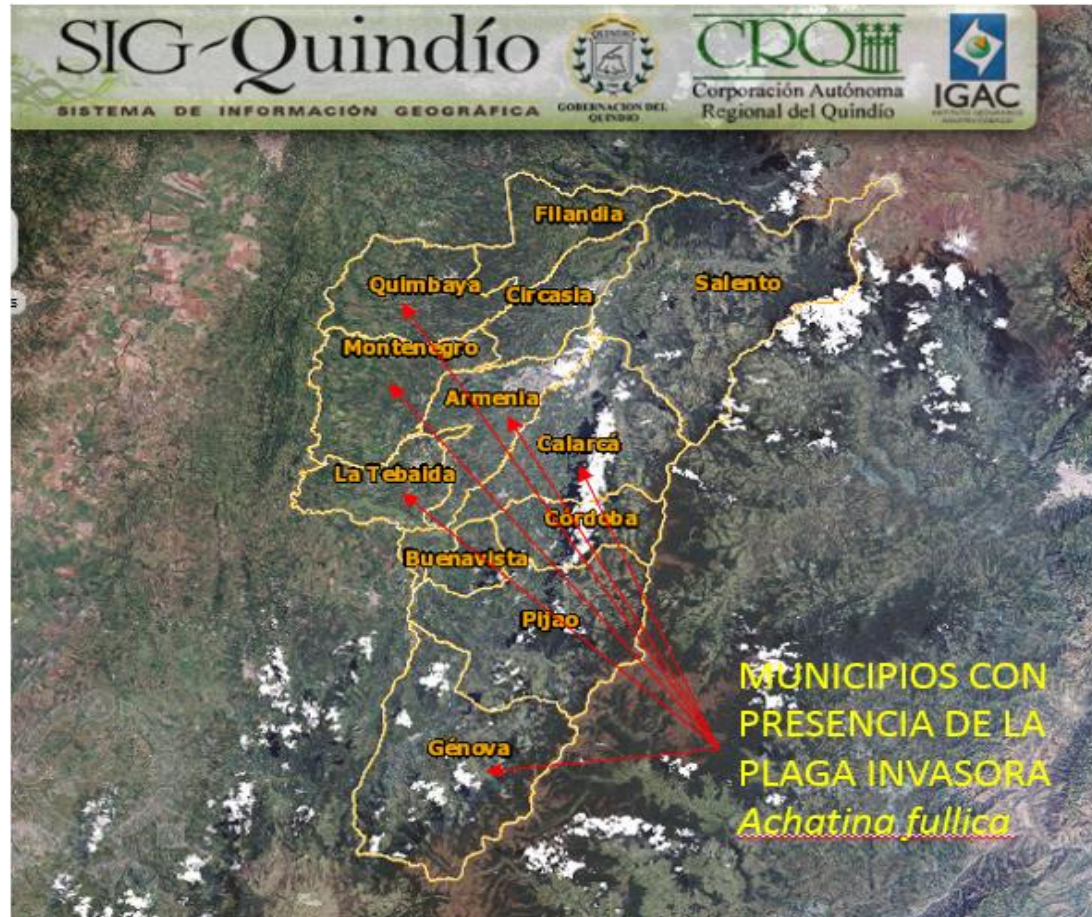 SIG-Quindío
SISTEMA DE INFORMACIÓN GEOGRÁFICA
GOBERNACION DEL
QUINDIO
CRQ
Corporación Autónoma
Regional del Quindío
IGAC
s
Filandia
Quimbaya
Circasia
Salento
Montenegro
Armenia
Calarcá
La Tebaida
Córdoba
Buenavista
Pijao
Génova
MUNICIPIOS CON
PRESENCIA DE LA
PLAGA INVASORA
Achatina fullica